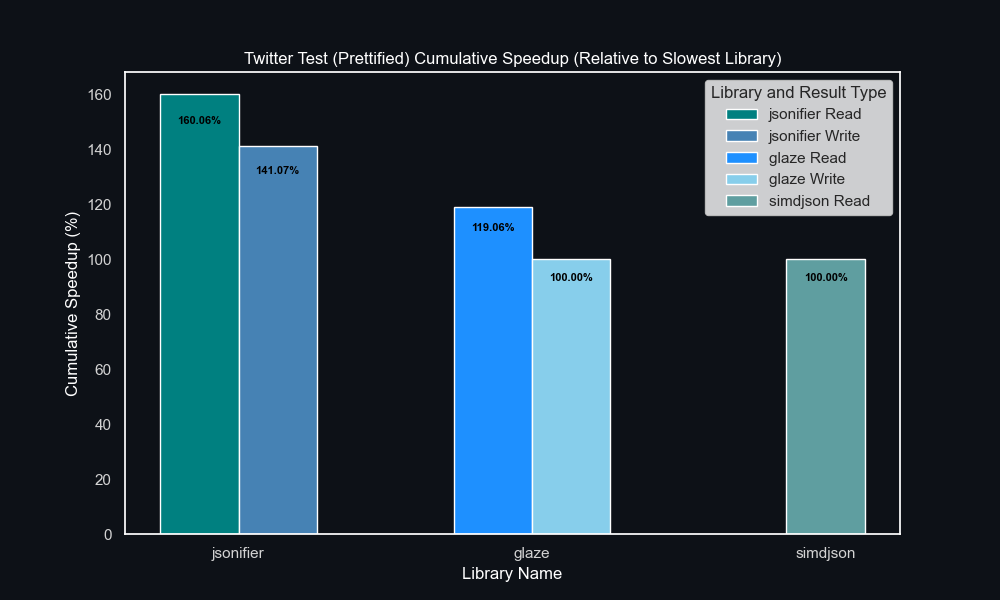 Twitter Test (Prettified) Cumulative Speedup (Relative to Slowest Library)
Library and Result Type
jsonifier Read
jsonifier Write
glaze Read
glaze Write
simdjson Read
Cumulative Speedup (%)
160
140
120
100
80
60
40
20
0
160.06%
141.07%
119.06%
100.00%
100.00%
jsonifier
glaze
simdjson
Library Name